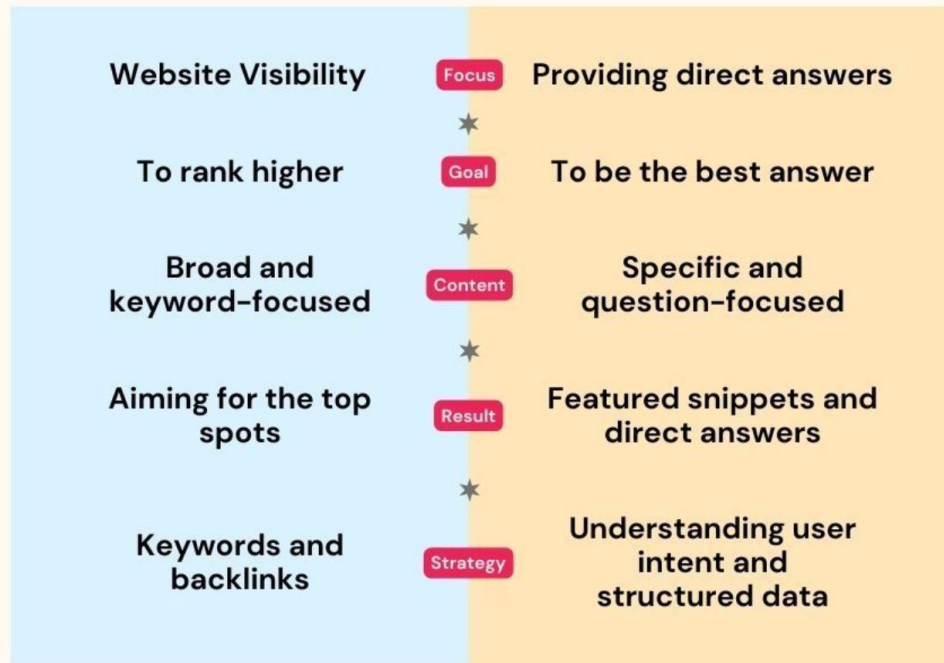 Website Visibility
Focus
Providing direct answers
To rank higher
Goal
To be the best answer
Broad and
keyword-focused
Content
Specific and
question-focused
Aiming for the top
spots
Result
Featured snippets and
direct answers
Keywords and
backlinks
Strategy
Understanding user
intent and
structured data